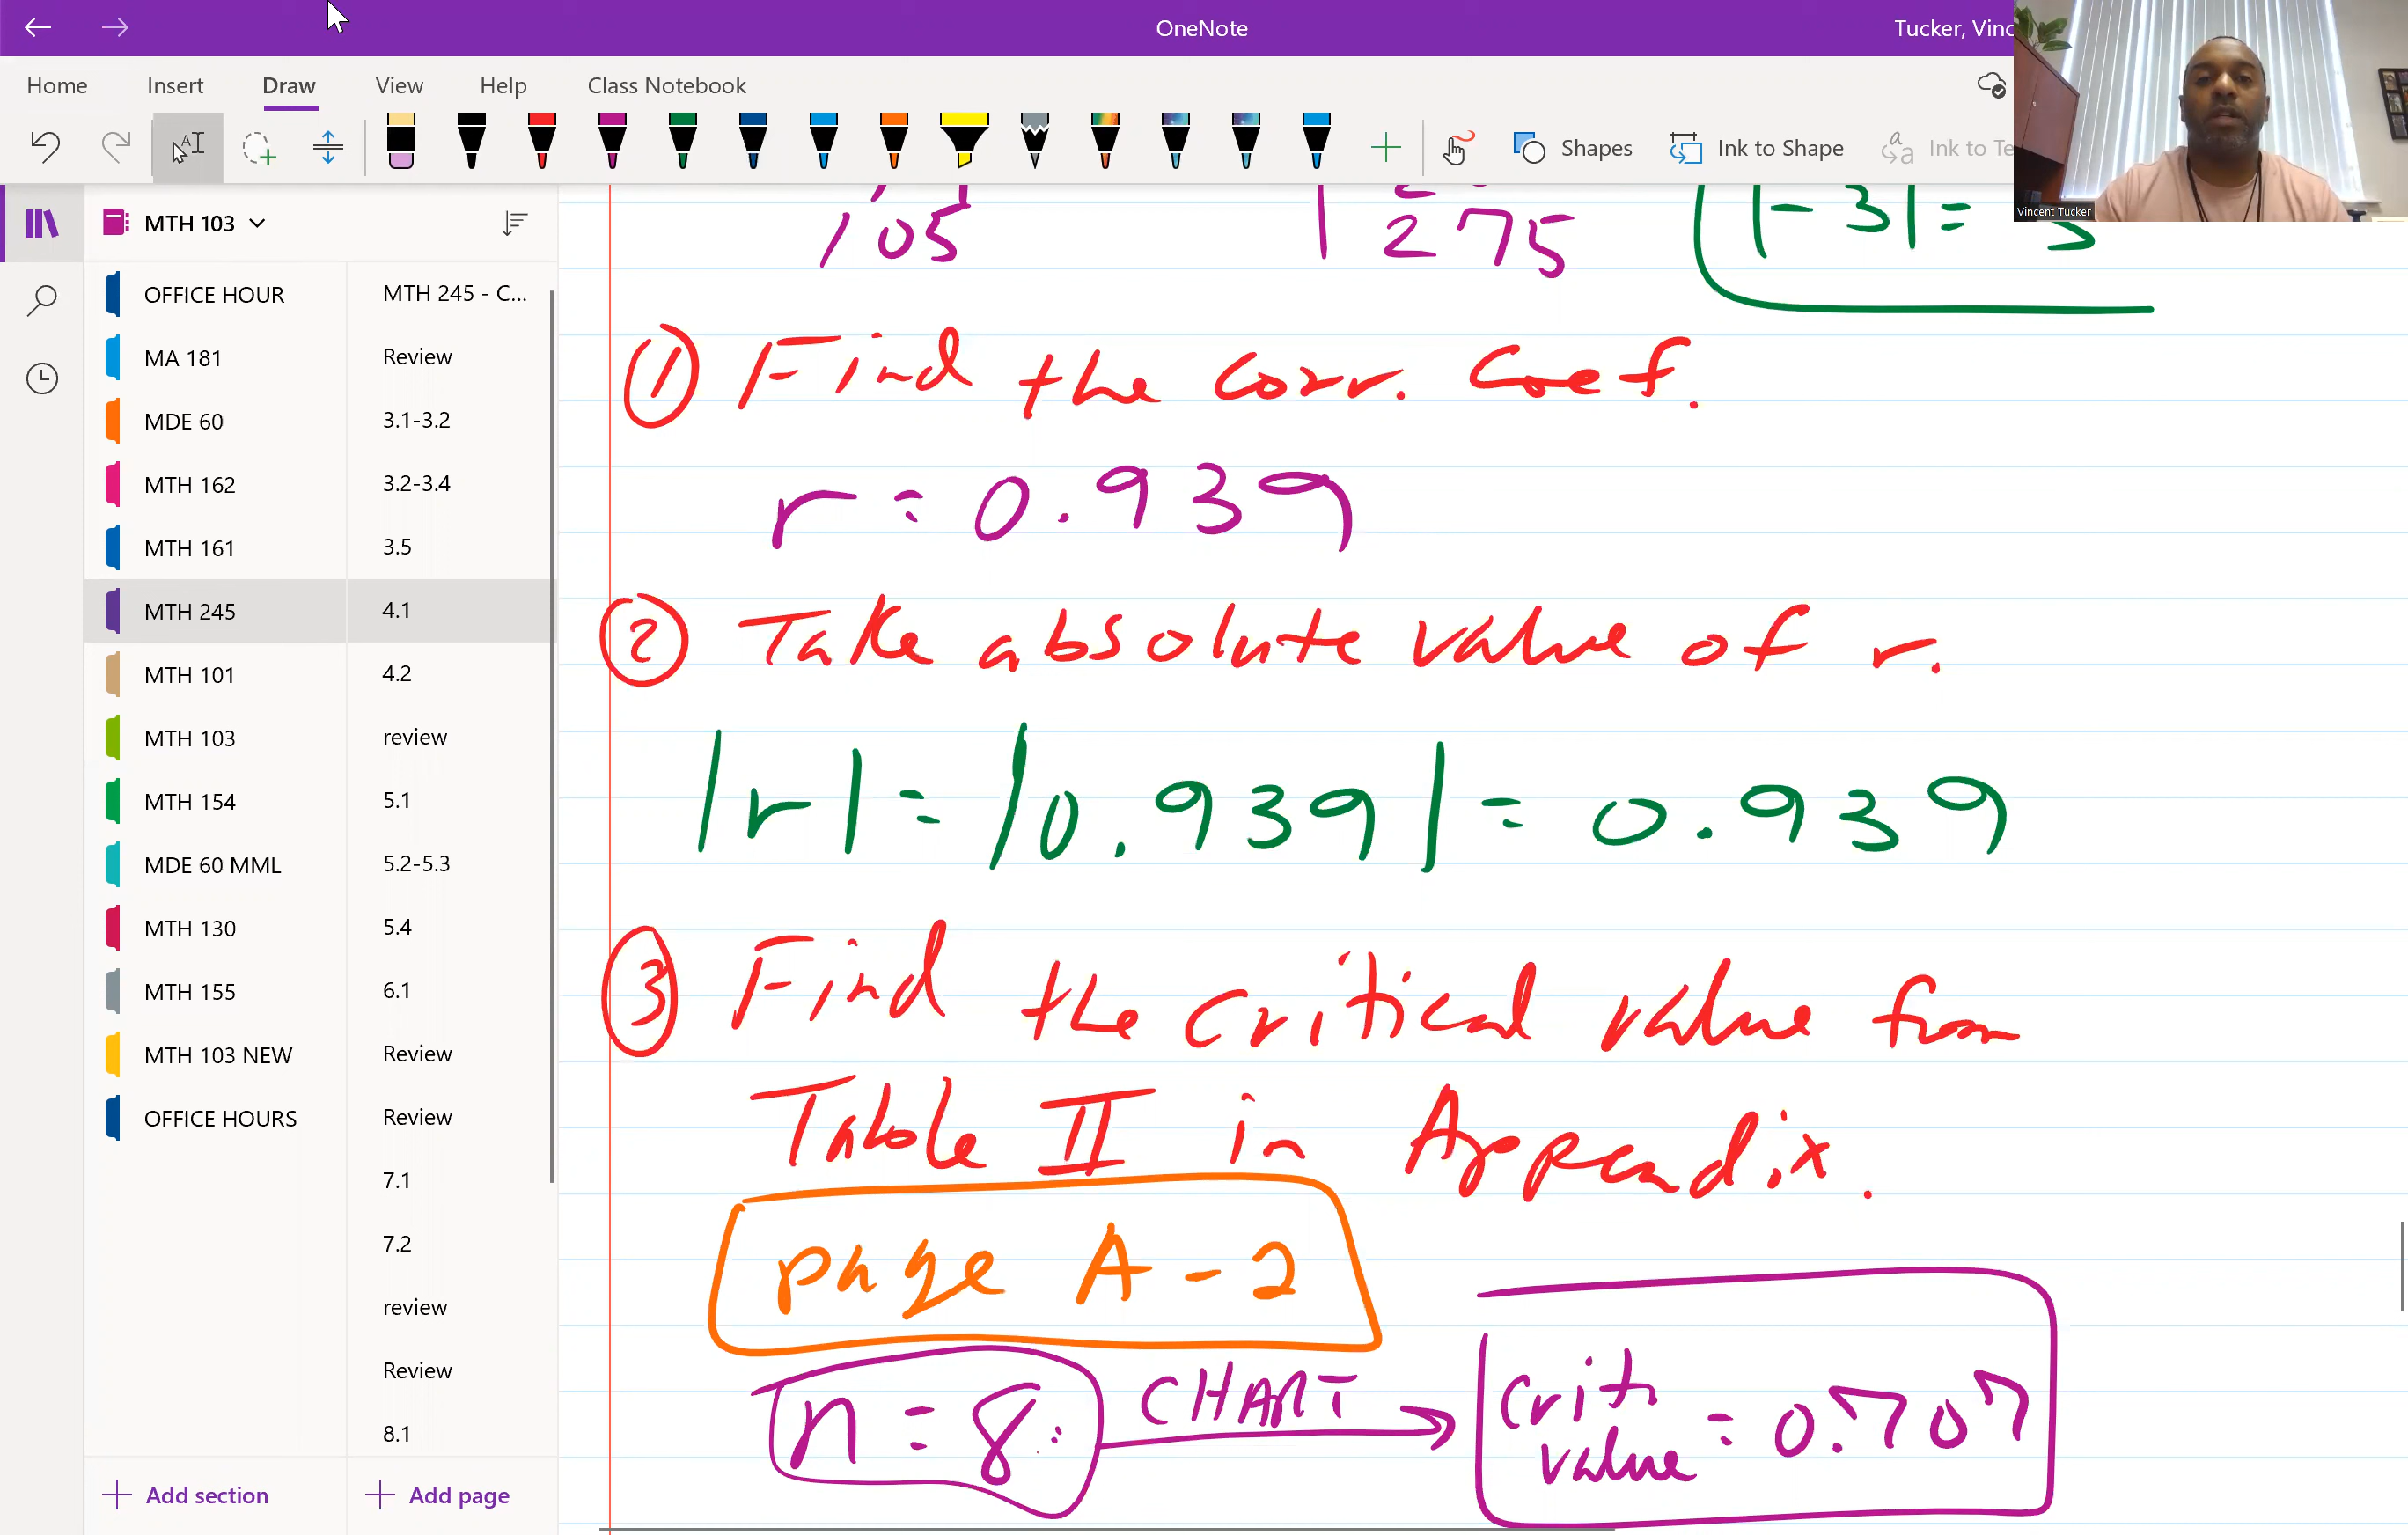 OneNote
Tucker, Vinc
Home Insert Draw View Help Class Notebook
Shapes Ink to Shape Ink to Te
Vincent Tucker
MTH 103
OFFICE HOUR
MA 181
MDE 60
MTH 162
MTH 161
MTH 245
MTH 101
MTH 103
MTH 154
MDE 60 MML
MTH 130
MTH 155
MTH 103 NEW
OFFICE HOURS
Add section
MTH 245 - C...
Review
3.1-3.2
3.2-3.4
3.5
4.1
4.2
review
5.1
5.2-5.3
5.4
6.1
Review
Review
7.1
7.2
review
Review
8.1
Add page
105 275 |-3| = 3
① Find the Corr. Coef.
r = 0.939
② Take absolute value of r.
|r| = |0.939| = 0.939
③ Find the critical value from
Table II in Appendix.
page A-2
n = 8 CHART Crit value = 0.707